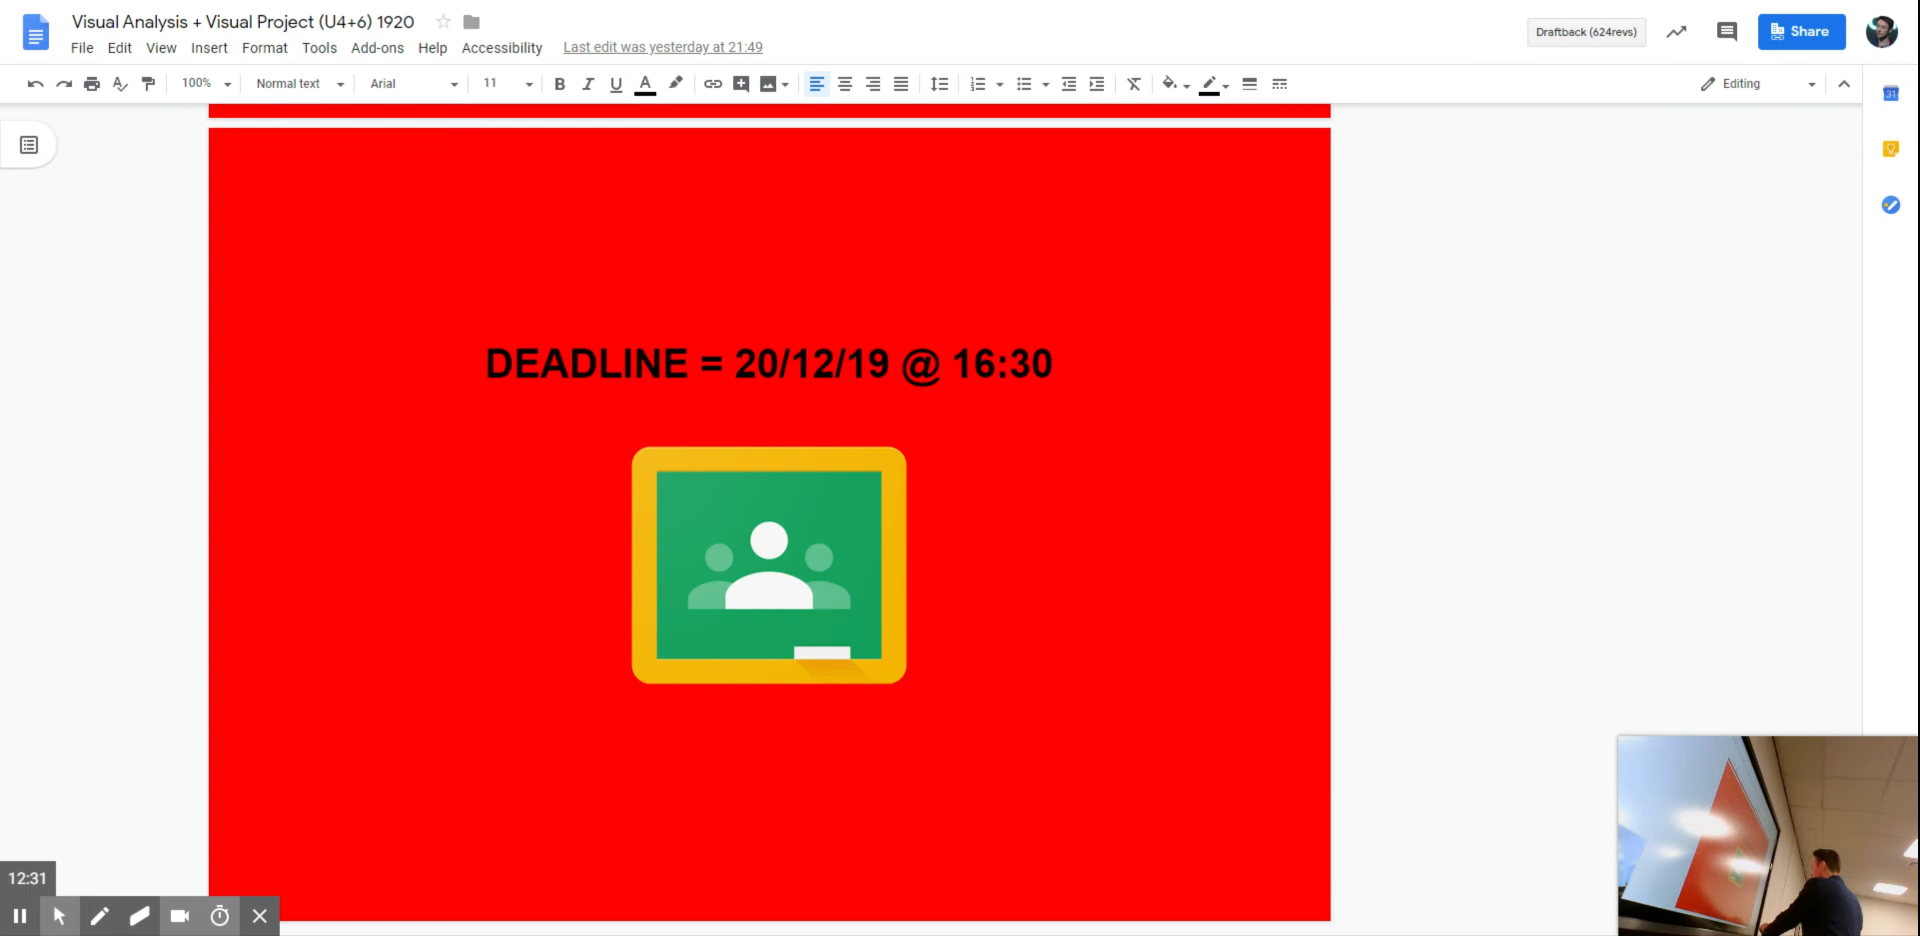 Visual Analysis + Visual Project (U4+6) 1920
Draftback (624revs)
Share
File Edit View Insert Format Tools Add-ons Help Accessibility Last edit was yesterday at 21:49
100% Normal text Arial 11 B I U A Editing
31
DEADLINE = 20/12/19 @ 16:30
12:31